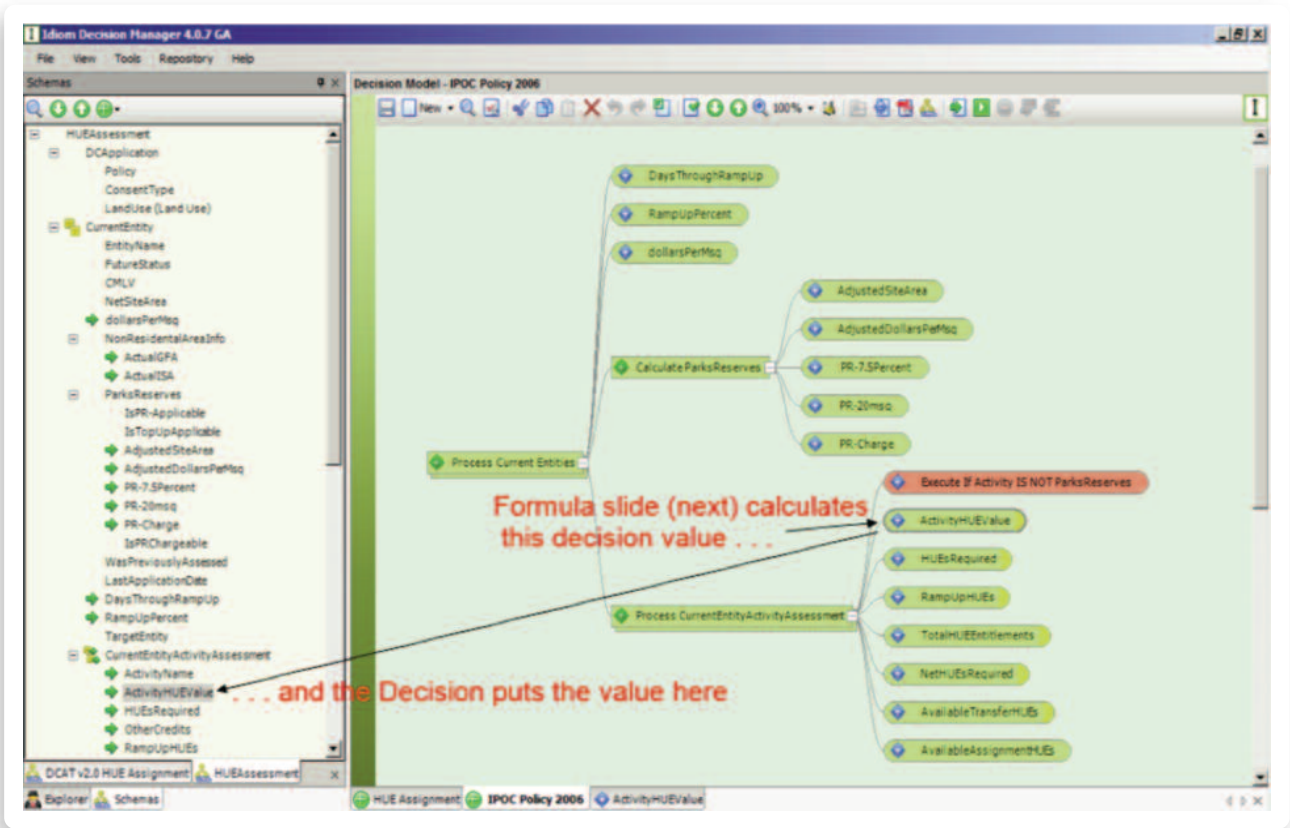 Idiom Decision Manager 4.0.7 GA
File View Tools Repository Help
Schemas
HUEAssessment
DCApplication
Policy
ConsentType
LandUse (Land Use)
CurrentEntity
EntityName
FutureStatus
CMLV
NetSiteArea
dollarsPerMsq
NonResidentalAreaInfo
ActualGFA
ActualISA
ParksReserves
IsPR-Applicable
IsTopUpApplicable
AdjustedSiteArea
AdjustedDollarsPerMsq
PR-7.5Percent
PR-20msq
PR-Charge
IsPRChargeable
WasPreviouslyAssessed
LastApplicationDate
DaysThroughRampUp
RampUpPercent
TargetEntity
CurrentEntityActivityAssessment
ActivityName
ActivityHUEValue
HUEsRequired
OtherCredits
RampUpHUEs
DCAT v2.0 HUE Assignment HUEAssessment
Explorer Schemas
Decision Model - IPOC Policy 2006
New 100%
DaysThroughRampUp
RampUpPercent
dollarsPerMsq
AdjustedSiteArea
AdjustedDollarsPerMsq
Calculate ParksReserves
PR-7.5Percent
PR-20msq
PR-Charge
Process Current Entities
Execute If Activity IS NOT ParksReserves
Formula slide (next) calculates
this decision value . . .
ActivityHUEValue
HUEsRequired
RampUpHUEs
Process CurrentEntityActivityAssessment
TotalHUEEntitlements
NetHUEsRequired
. . . and the Decision puts the value here
AvailableTransferHUEs
AvailableAssignmentHUEs
HUE Assignment IPOC Policy 2006 ActivityHUEValue